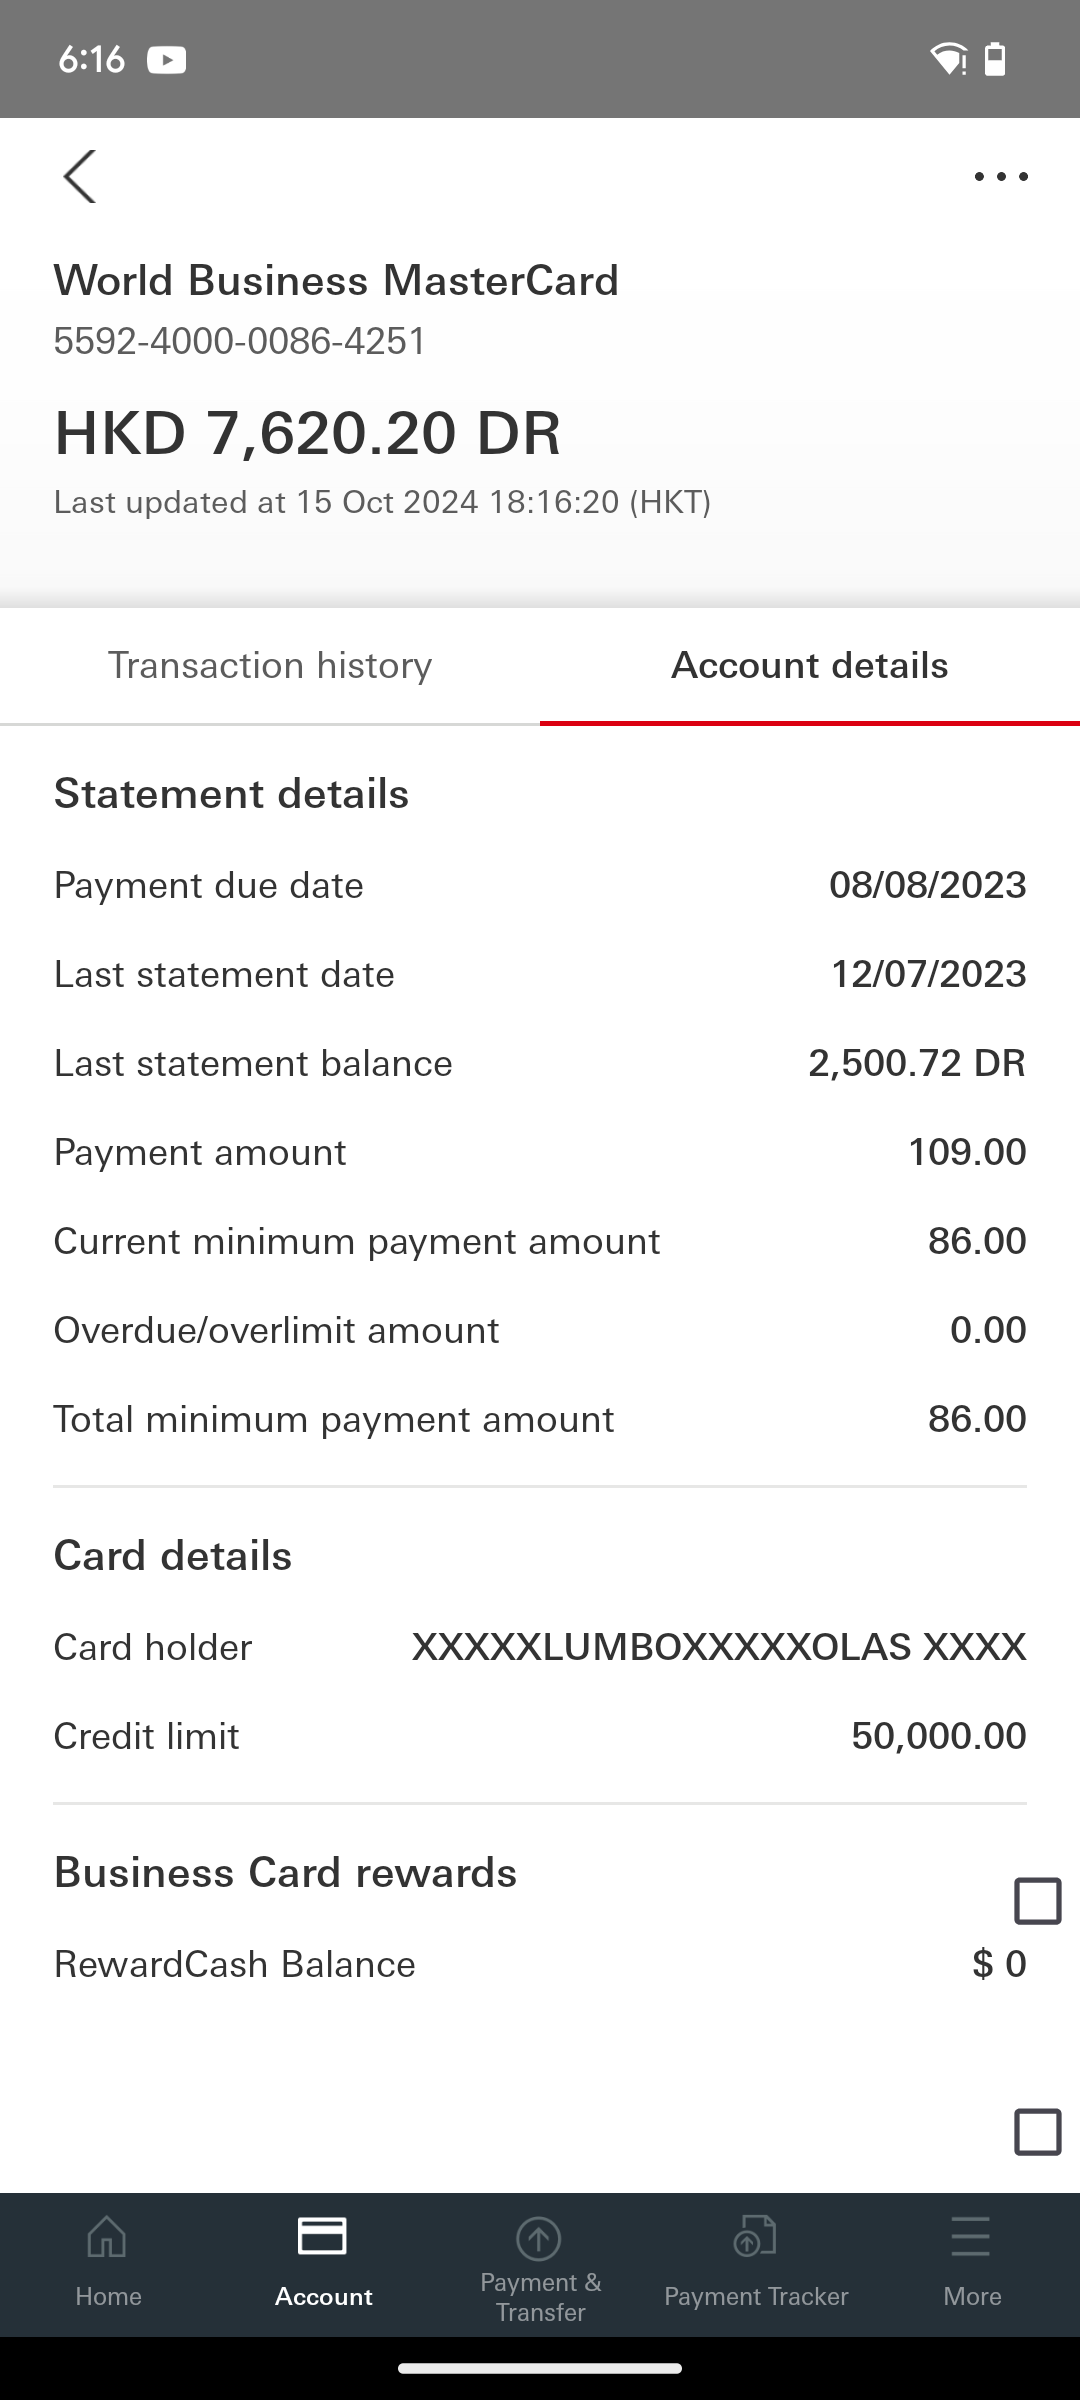 6:16
World Business MasterCard
5592-4000-0086-4251
HKD 7,620.20 DR
Last updated at 15 Oct 2024 18:16:20 (HKT)
Transaction history Account details
Statement details
Payment due date 08/08/2023
Last statement date 12/07/2023
Last statement balance 2,500.72 DR
Payment amount 109.00
Current minimum payment amount 86.00
Overdue/overlimit amount 0.00
Total minimum payment amount 86.00
Card details
Card holder XXXXXLUMBOXXXXXOLAS XXXX
Credit limit 50,000.00
Business Card rewards
RewardCash Balance $ 0
Home Account Payment & Transfer Payment Tracker More